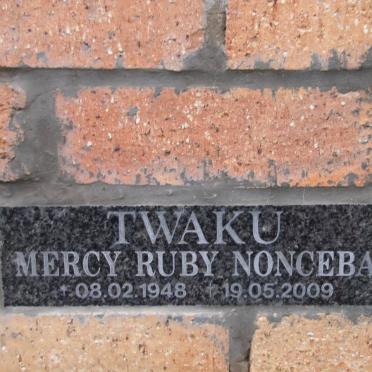 TWAKU
MERCY RUBY NONCEBA
* 08.02.1948 † 19.05.2009